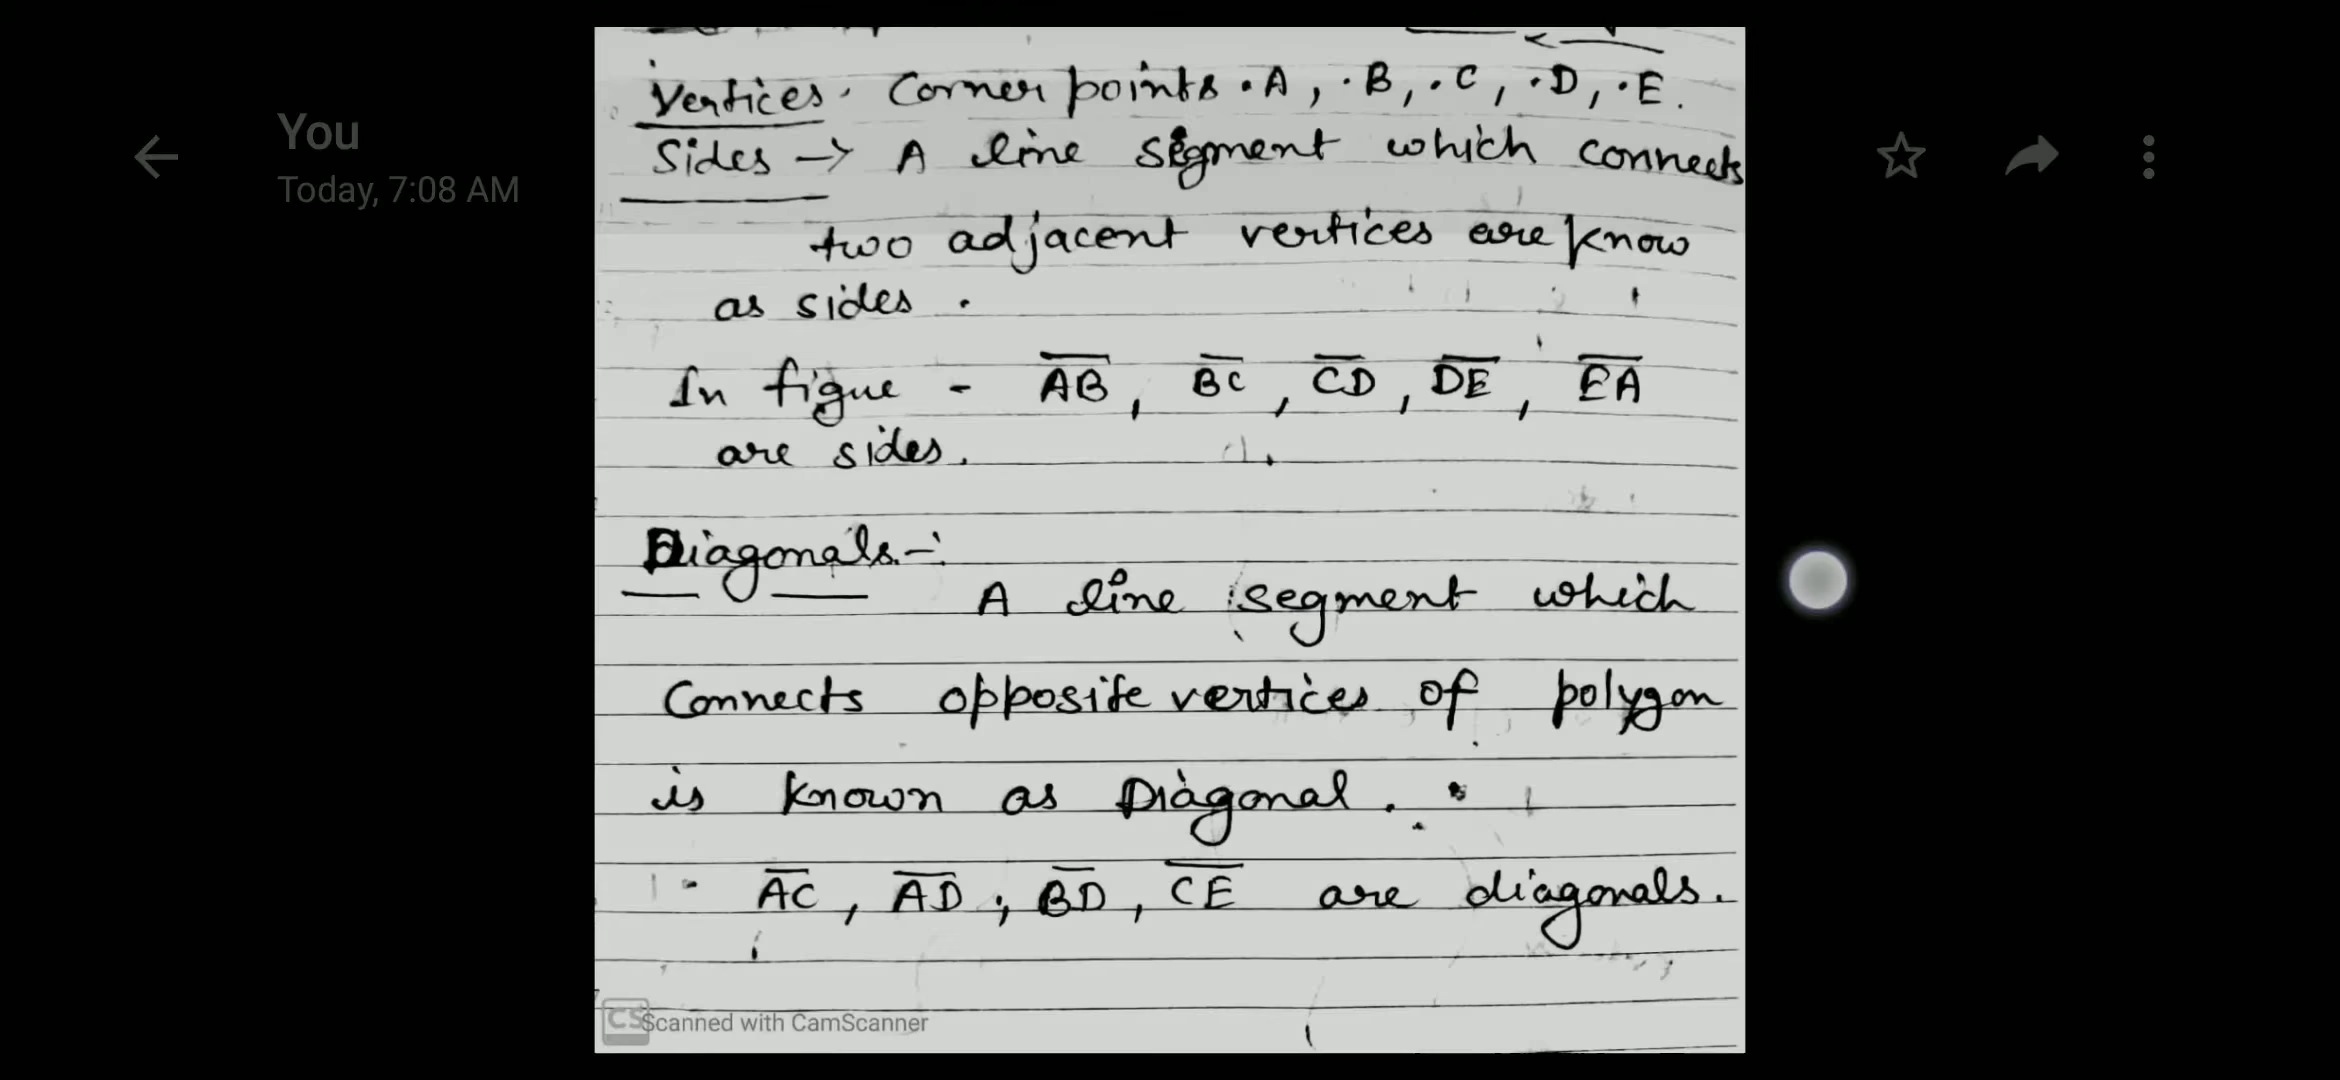 Vertices. Corner points .A, .B, .C, .D, .E.
You
Today, 7:08 AM
Sides -> A line segment which connects
two adjacent vertices are know
as sides.
In figue - AB, BC, CD, DE, EA
are sides.
Diagonals -:
A line segment which
Connects opposite vertices of polygon
is known as Diagonal.
AC, AD, BD, CE are diagonals.
CS Scanned with CamScanner